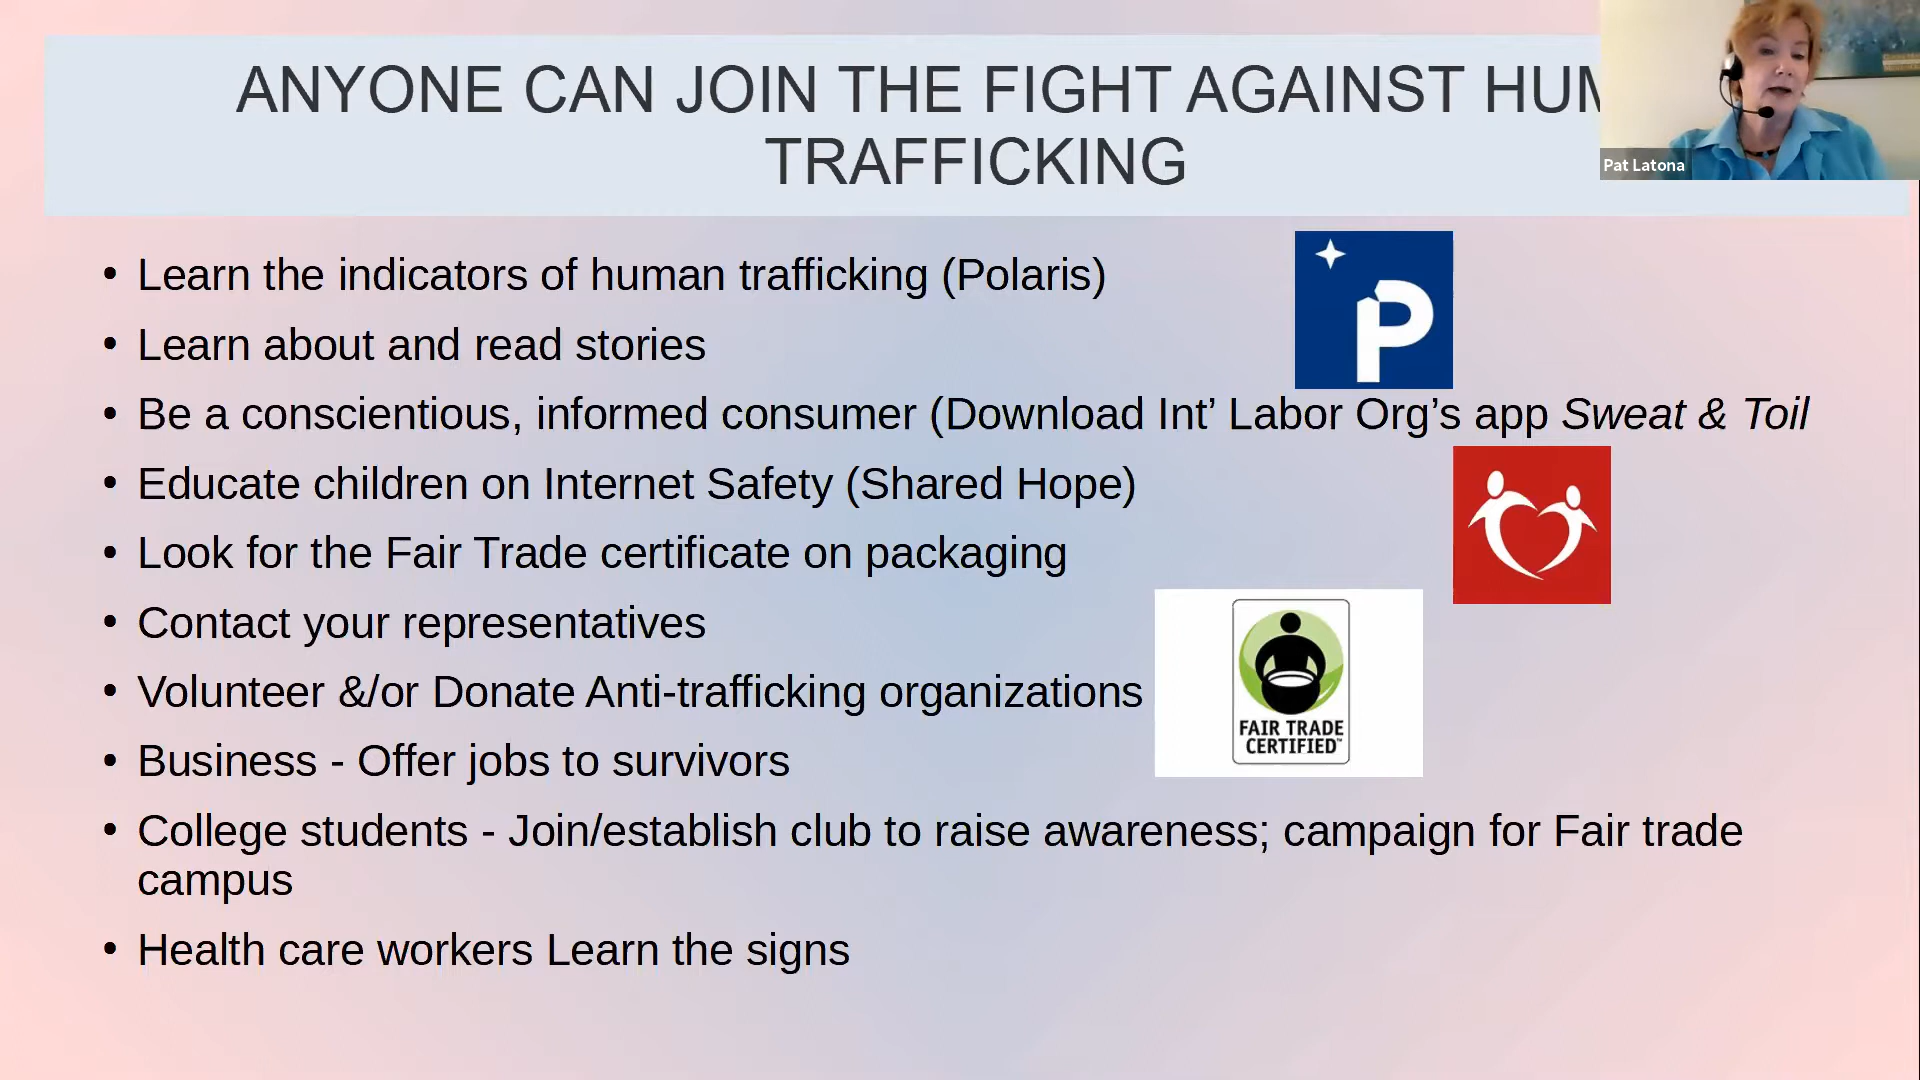 ANYONE CAN JOIN THE FIGHT AGAINST HUM
TRAFFICKING
Pat Latona
• Learn the indicators of human trafficking (Polaris)
• Learn about and read stories
• Be a conscientious, informed consumer (Download Int’ Labor Org’s app Sweat & Toil
• Educate children on Internet Safety (Shared Hope)
• Look for the Fair Trade certificate on packaging
• Contact your representatives
• Volunteer &/or Donate Anti-trafficking organizations
FAIR TRADE
CERTIFIED™
• Business - Offer jobs to survivors
• College students - Join/establish club to raise awareness; campaign for Fair trade
campus
• Health care workers Learn the signs